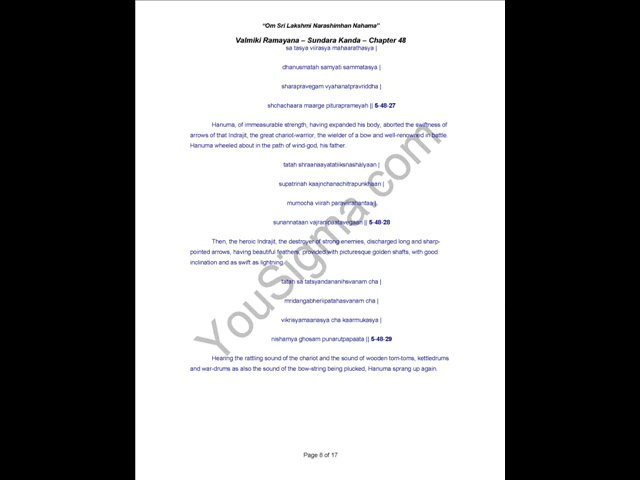 “Om Sri Lakshmi Narashimhan Nahama”
Valmiki Ramayana – Sundara Kanda – Chapter 48
sa tasya viirasya mahaarathasya |
dhanusmatah samyati sammatasya |
sharapravegam vyahanatpravriddha |
shchachaara maarge pituraprameyah || 5-48-27
Hanuma, of immeasurable strength, having expanded his body, aborted the swiftness of
arrows of that Indrajit, the great chariot-warrior, the wielder of a bow and well-renowned in battle.
Hanuma wheeled about in the path of wind-god, his father.
tatah shraanaayatatiiksnashalyaan |
supatrinah kaajnchanachitrapunkhaan |
mumocha viirah paraviirahantaa |
sunannataan vajranipaatavegaan || 5-48-28
Then, the heroic Indrajit, the destroyer of strong enemies, discharged long and sharp-
pointed arrows, having beautiful feathers, provided with picturesque golden shafts, with good
inclination and as swift as lightning.
tatah sa tatsyandananihsvanam cha |
mridangabheriipatahasvanam cha |
vikrisyamaanasya cha kaarmukasya |
nishamya ghosam punarutpapaata || 5-48-29
Hearing the rattling sound of the chariot and the sound of wooden tom-toms, kettledrums
and war-drums as also the sound of the bow-string being plucked, Hanuma sprang up again.
YouSigma.com
Page 8 of 17